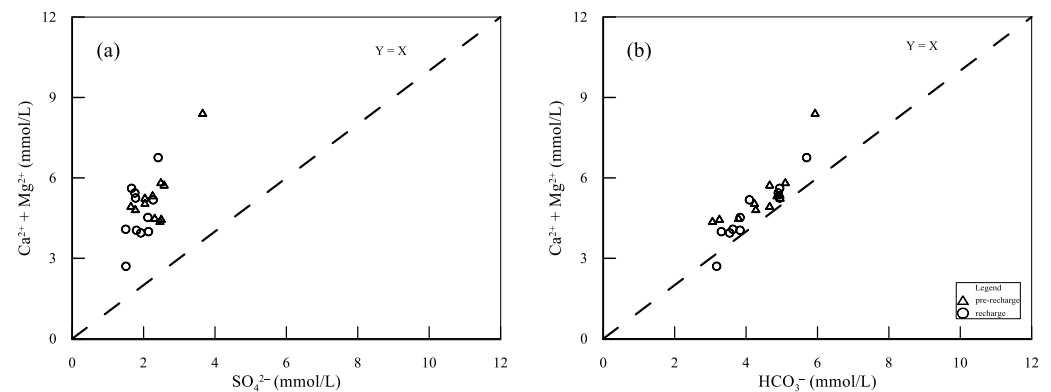 (a)
Y = X
12
9
6
3
0
Ca²⁺ + Mg²⁺ (mmol/L)
0 2 4 6 8 10 12
SO₄²⁻ (mmol/L)
(b)
Y = X
12
9
6
3
0
Ca²⁺ + Mg²⁺ (mmol/L)
Legend
pre-recharge
recharge
0 2 4 6 8 10 12
HCO₃⁻ (mmol/L)